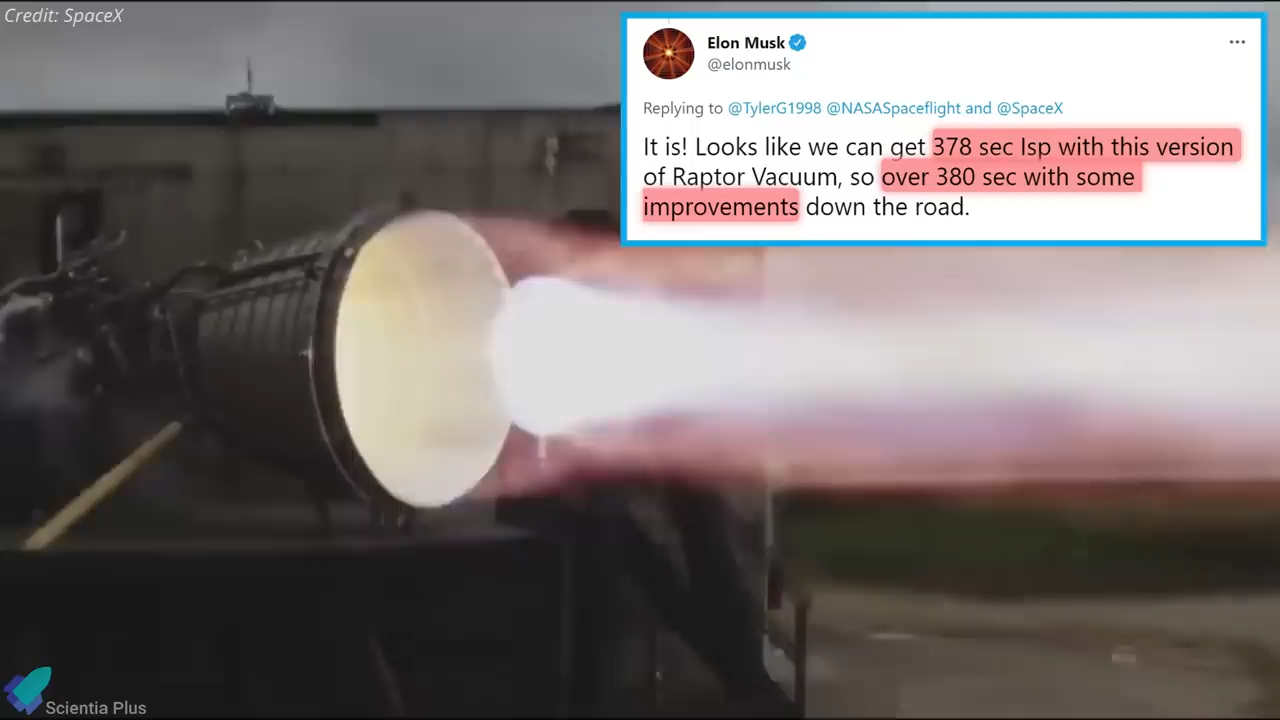 Credit: SpaceX
Elon Musk
@elonmusk
Replying to @TylerG1998 @NASASpaceflight and @SpaceX
It is! Looks like we can get 378 sec Isp with this version
of Raptor Vacuum, so over 380 sec with some
improvements down the road.
Scientia Plus